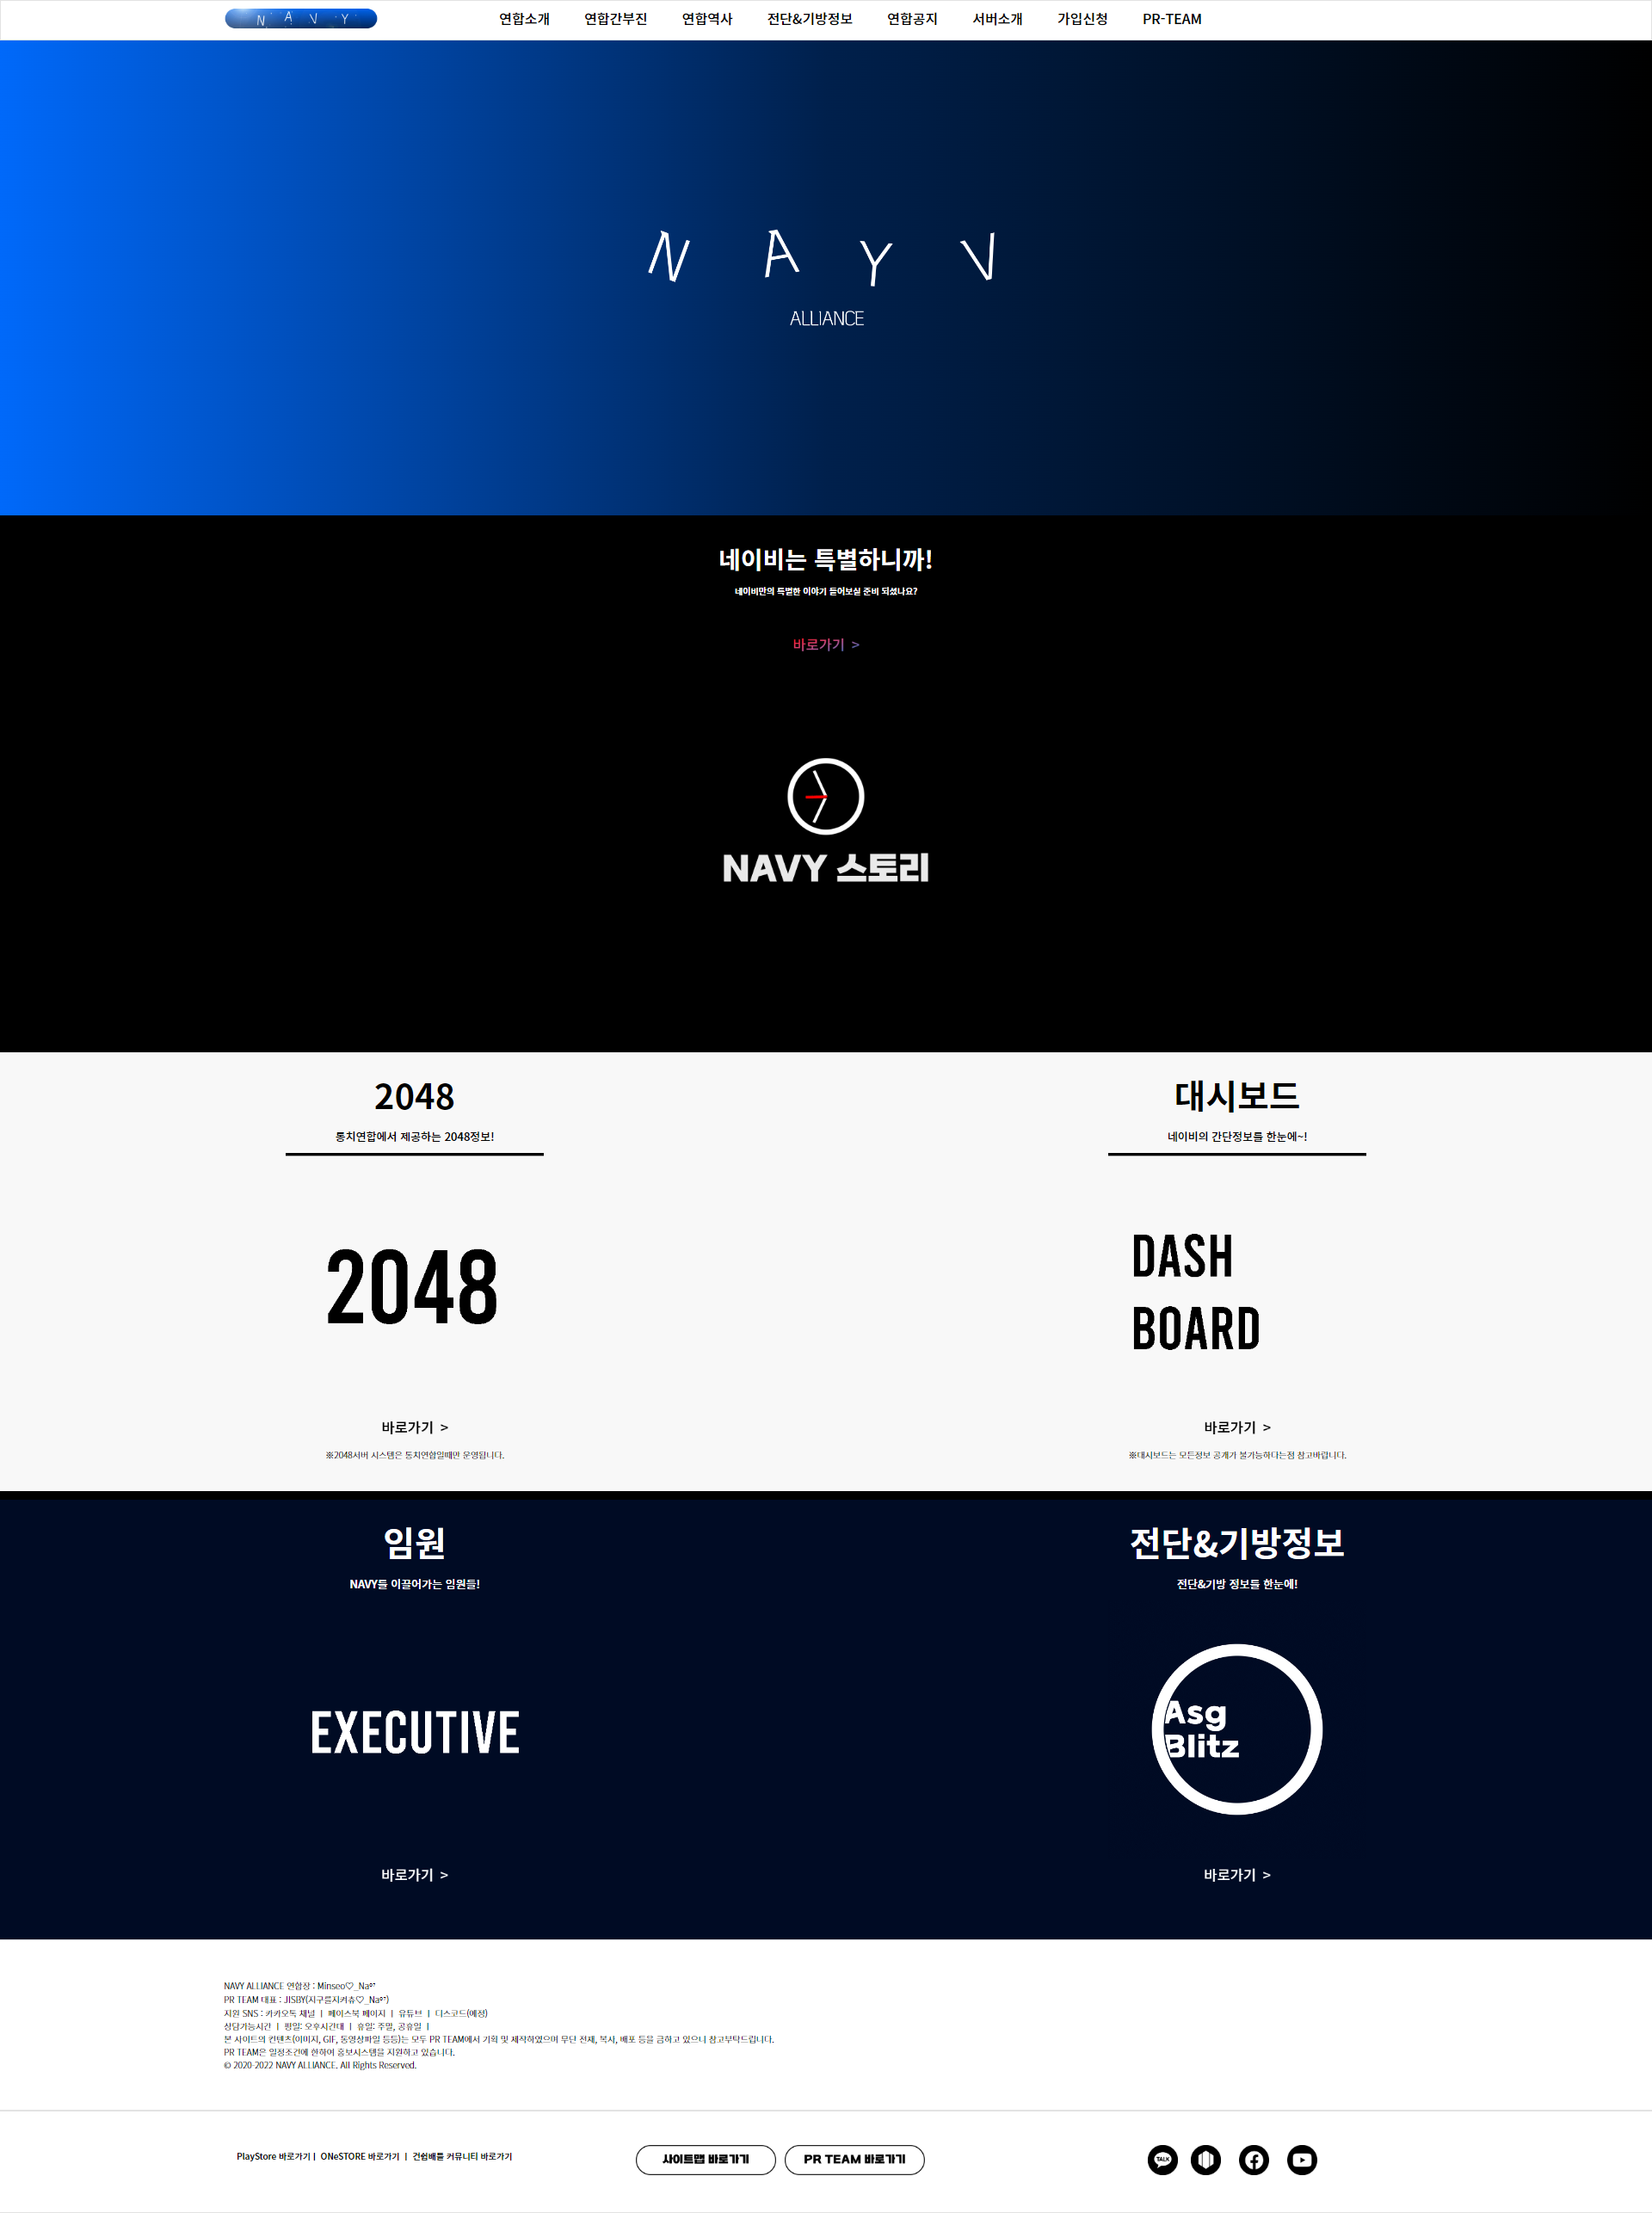 N A V Y
연합소개 연합간부진 연합역사 전단&기방정보 연합공지 서버소개 가입신청 PR-TEAM
N A Y V
ALLIANCE
네이비는 특별하니까!
네이비만의 특별한 이야기 들어보실 준비 되셨나요?
바로가기 >
NAVY 스토리
2048
통치연합에서 제공하는 2048정보!
2048
바로가기 >
※2048서버 시스템은 통치연합일때만 운영됩니다.
대시보드
네이비의 간단정보를 한눈에~!
DASH
BOARD
바로가기 >
※대시보드는 모든정보 공개가 불가능하다는점 참고바랍니다.
임원
NAVY를 이끌어가는 임원들!
EXECUTIVE
바로가기 >
전단&기방정보
전단&기방 정보를 한눈에!
Asg
Blitz
바로가기 >
NAVY ALLIANCE 연합장 : Minseo♡_Na
PR TEAM 대표 : JISBY(지구를지켜츄♡_Na)
지원 SNS : 카카오톡 채널 ㅣ 페이스북 페이지 ㅣ 유튜브 ㅣ 디스코드(예정)
상담가능시간 ㅣ 평일: 오후시간대 ㅣ 휴일: 주말, 공휴일 ㅣ
본 사이트의 컨텐츠(이미지, GIF, 동영상파일 등등)는 모두 PR TEAM에서 기획 및 제작하였으며 무단 전재, 복사, 배포 등을 금하고 있으니 참고부탁드립니다.
PR TEAM은 일정조건에 한하여 홍보시스템을 지원하고 있습니다.
© 2020-2022 NAVY ALLIANCE. All Rights Reserved.
PlayStore 바로가기 ㅣ ONeSTORE 바로가기 ㅣ 건쉽배틀 커뮤니티 바로가기
사이트맵 바로가기
PR TEAM 바로가기
TALK